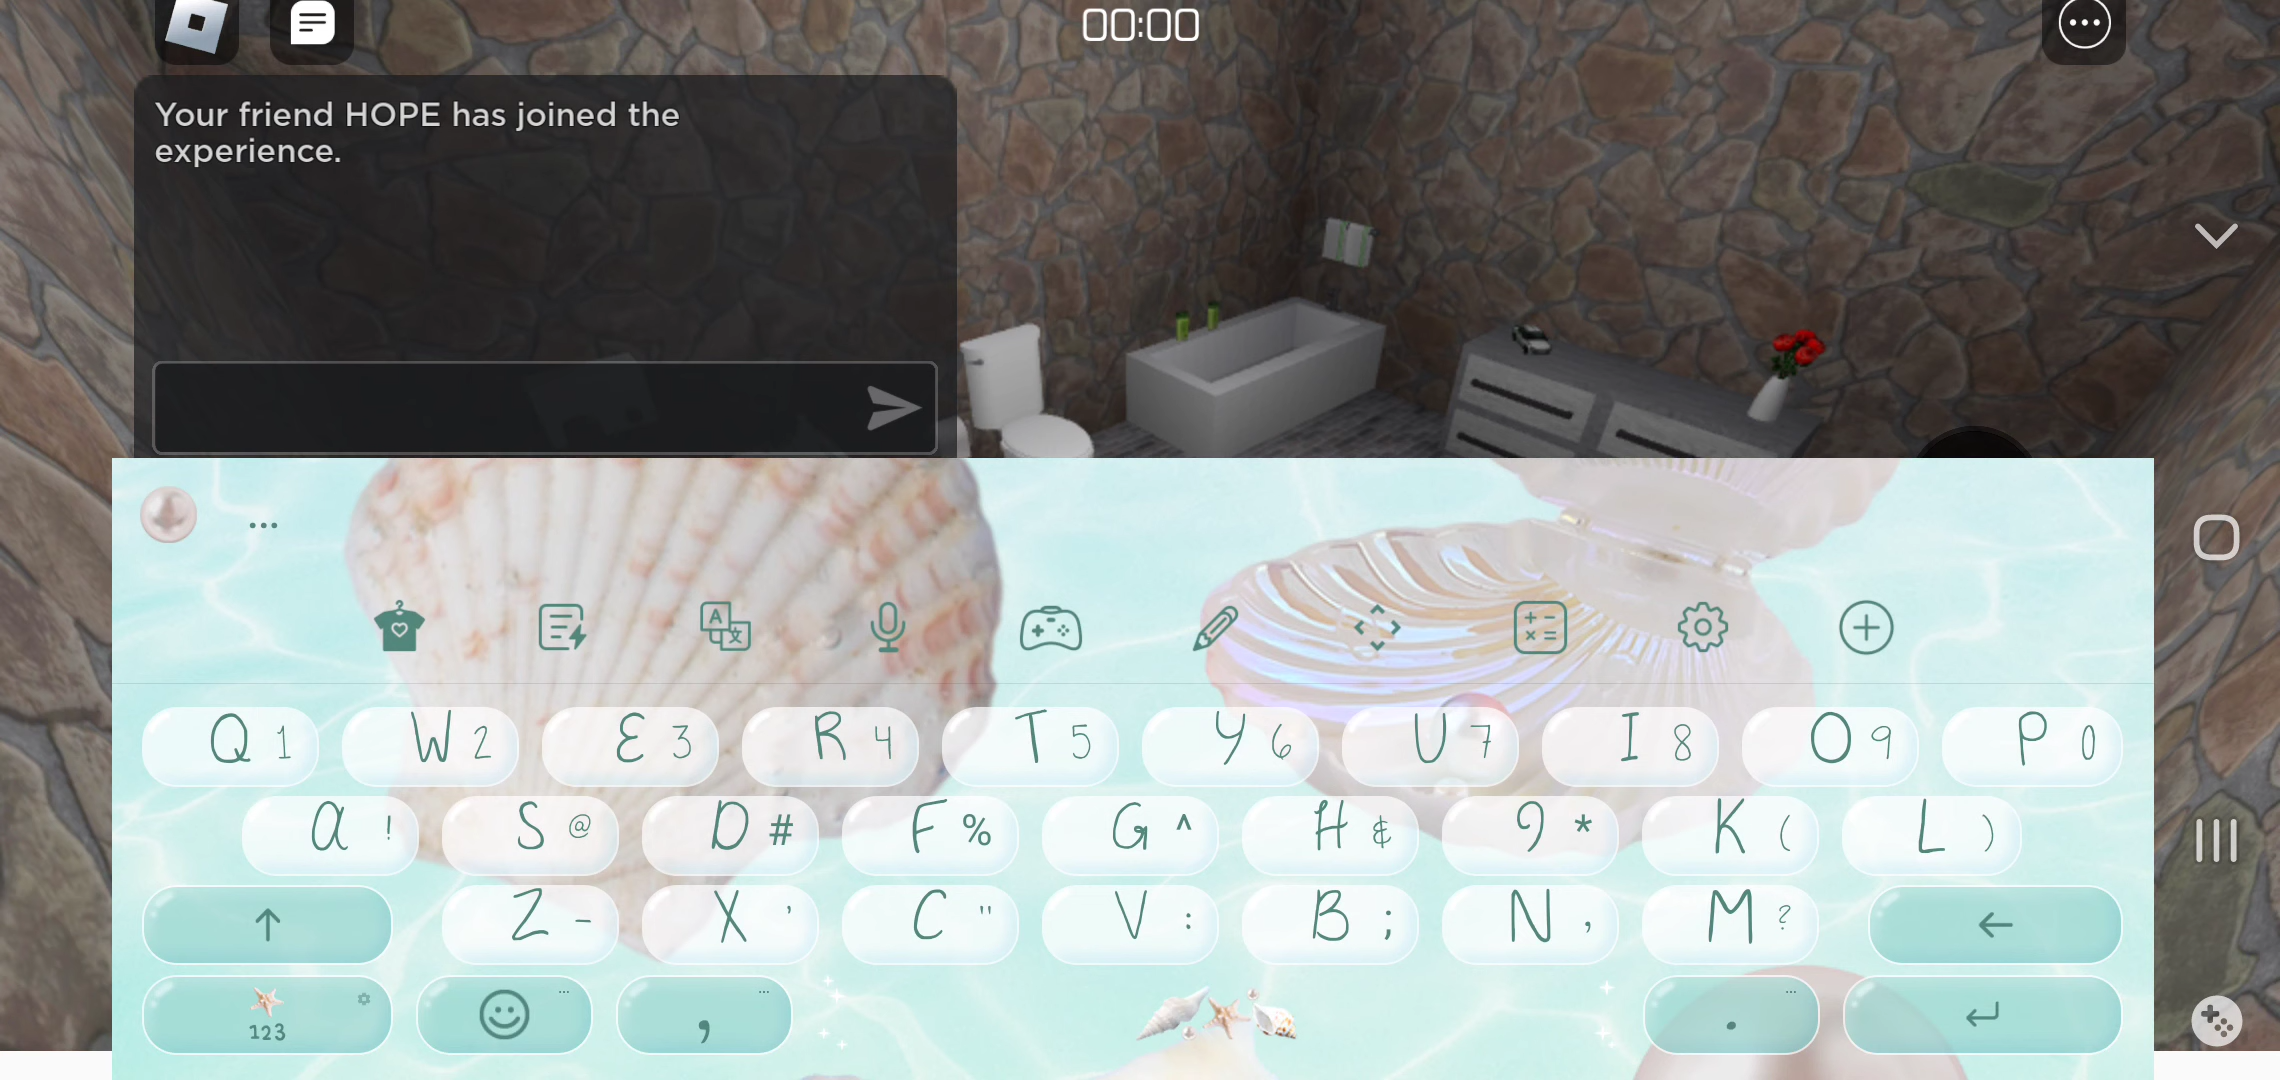 00:00
Your friend HOPE has joined the
experience.
Q 1 W 2 E 3 R 4 T 5 Y 6 U 7 I 8 O 9 P 0
a ! S @ D # F % G ^ H & J * K ( L )
Z - X ' C " V : B ; N , M ?
123 , .